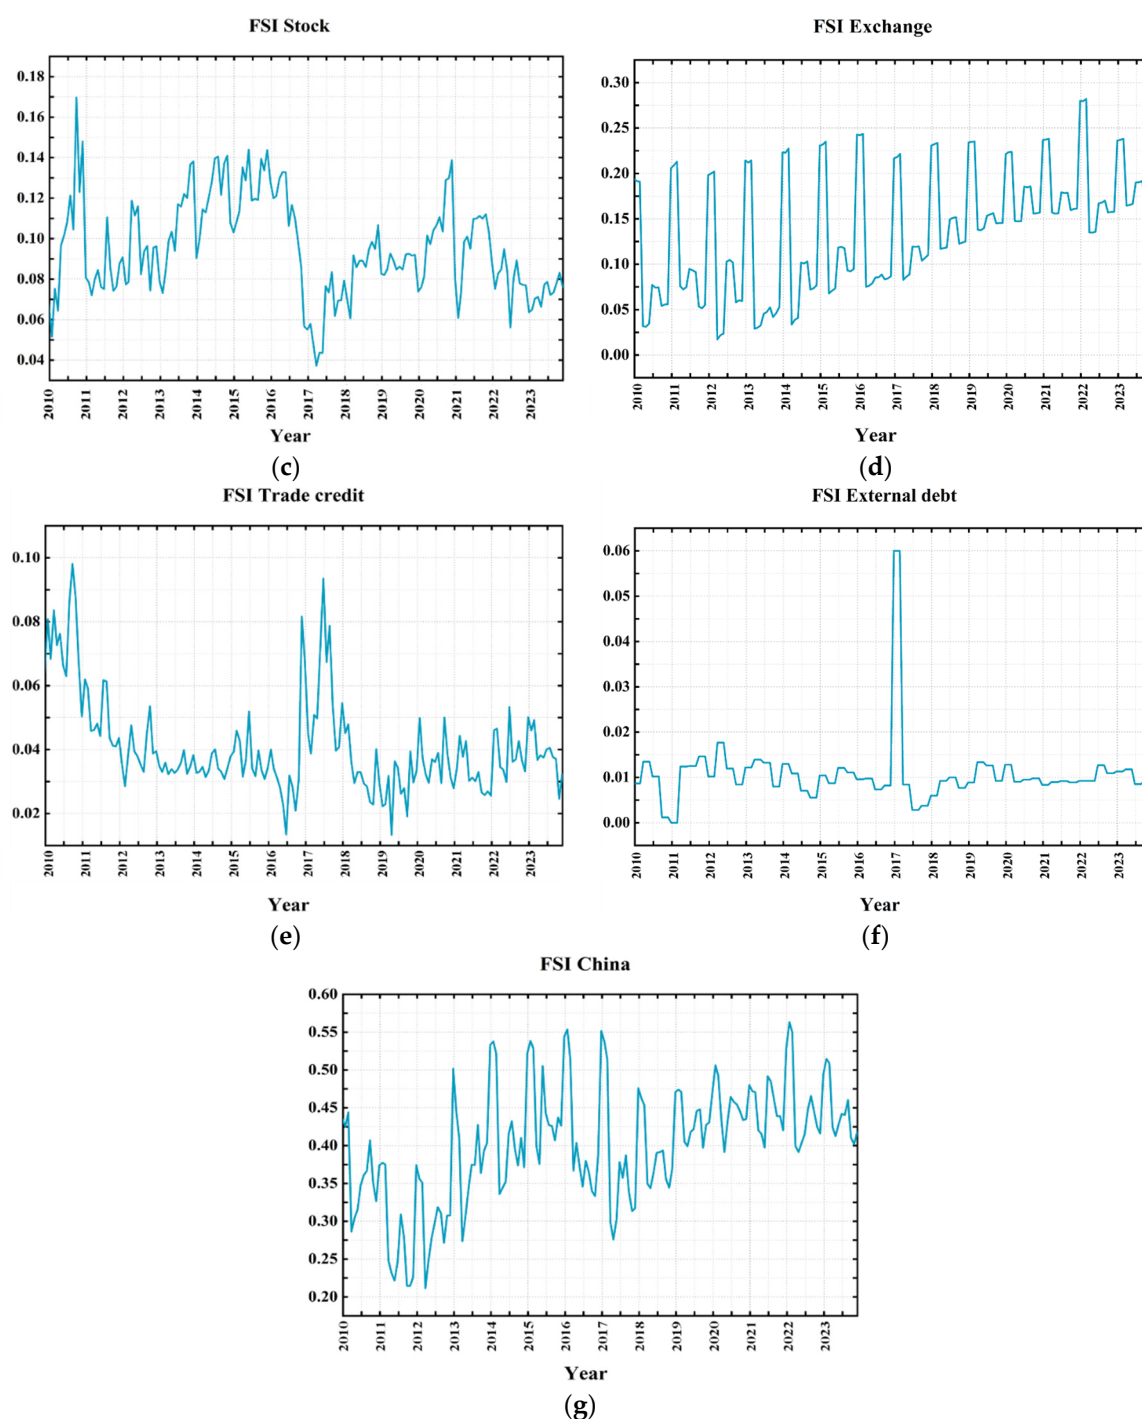 FSI Stock
0.18
0.16
0.14
0.12
0.10
0.08
0.06
0.04
2010 2011 2012 2013 2014 2015 2016 2017 2018 2019 2020 2021 2022 2023
Year
(c)
FSI Exchange
0.30
0.25
0.20
0.15
0.10
0.05
0.00
2010 2011 2012 2013 2014 2015 2016 2017 2018 2019 2020 2021 2022 2023
Year
(d)
FSI Trade credit
0.10
0.08
0.06
0.04
0.02
2010 2011 2012 2013 2014 2015 2016 2017 2018 2019 2020 2021 2022 2023
Year
(e)
FSI External debt
0.06
0.05
0.04
0.03
0.02
0.01
0.00
2010 2011 2012 2013 2014 2015 2016 2017 2018 2019 2020 2021 2022 2023
Year
(f)
FSI China
0.60
0.55
0.50
0.45
0.40
0.35
0.30
0.25
0.20
2010 2011 2012 2013 2014 2015 2016 2017 2018 2019 2020 2021 2022 2023
Year
(g)